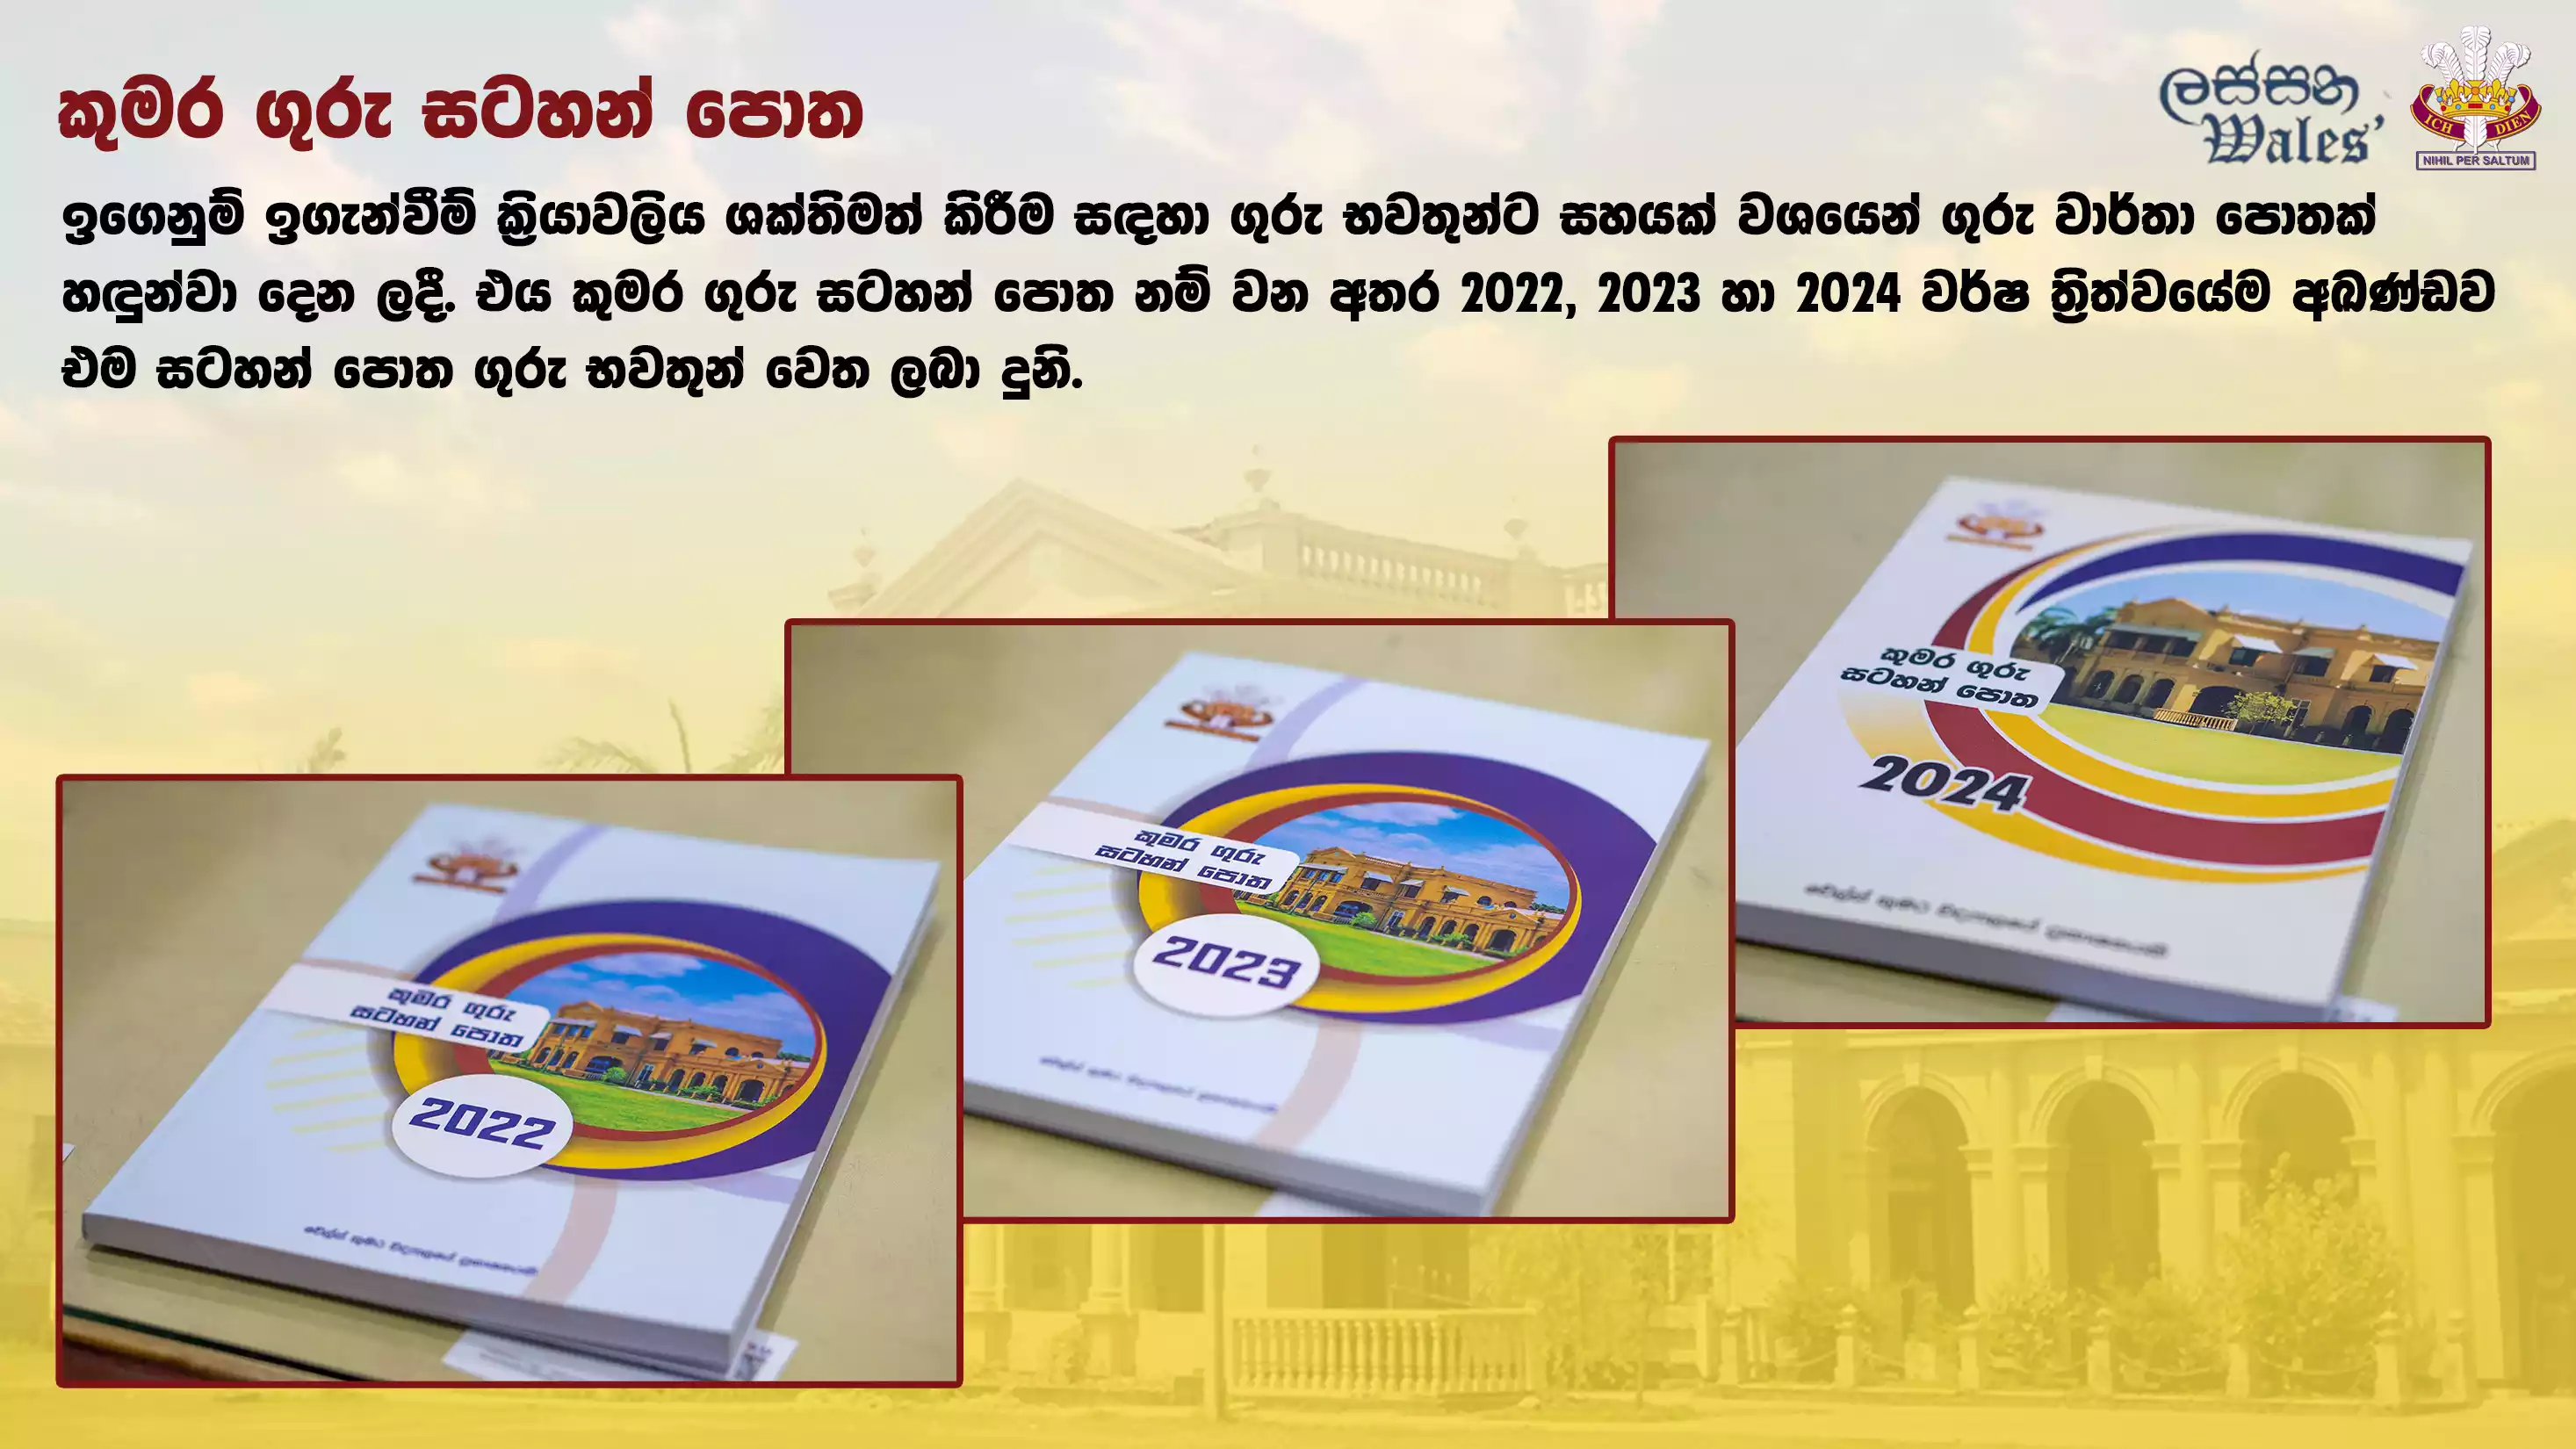 කුමර ගුරු සටහන් පොත
ලස්සන
Wales'
ICH DIEN
NIHIL PER SALTUM
ඉගෙනුම් ඉගැන්වීම් ක්‍රියාවලිය ශක්තිමත් කිරීම සඳහා ගුරු භවතුන්ට සහයක් වශයෙන් ගුරු වාර්තා පොතක්
හඳුන්වා දෙන ලදී. එය කුමර ගුරු සටහන් පොත නම් වන අතර 2022, 2023 හා 2024 වර්ෂ ත්‍රිත්වයේම අඛණ්ඩව
එම සටහන් පොත ගුරු භවතුන් වෙත ලබා දුනි.
කුමර ගුරු
සටහන් පොත
2024
කුමර ගුරු
සටහන් පොත
2023
කුමර ගුරු
සටහන් පොත
2022